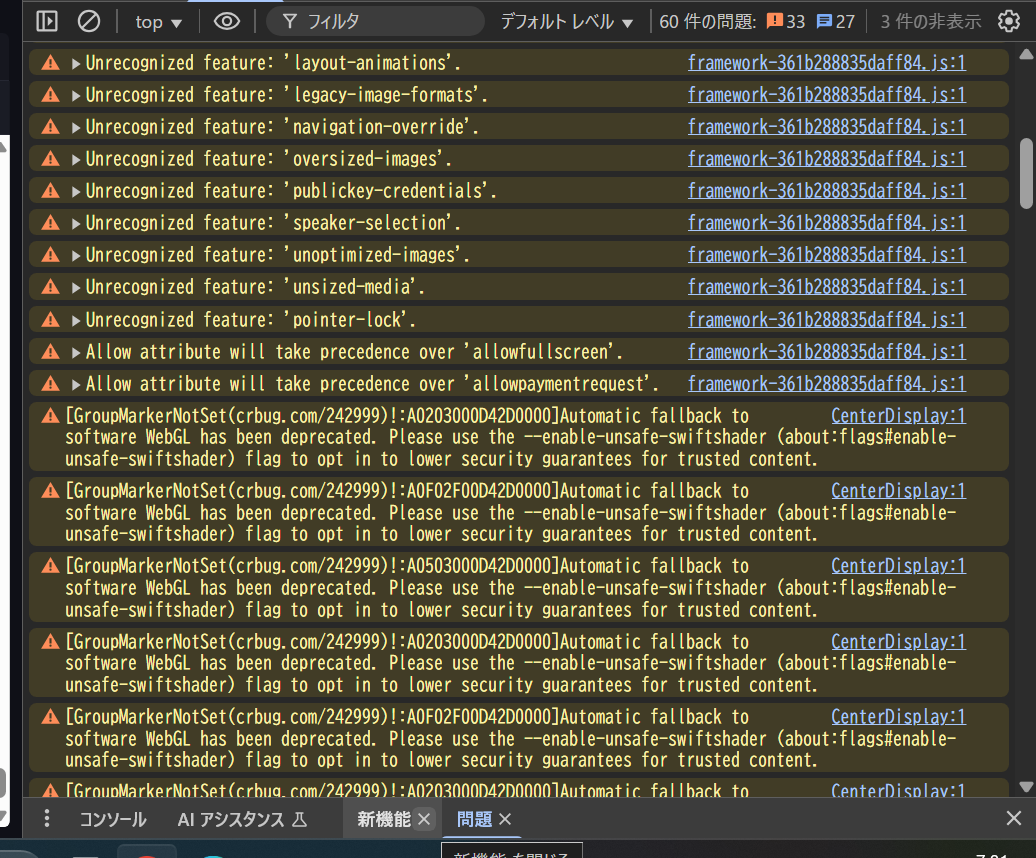 top ▼ フィルタ デフォルト レベル ▼ 60 件の問題: 33 27 3 件の非表示
Unrecognized feature: 'layout-animations'. framework-361b288835daff84.js:1
Unrecognized feature: 'legacy-image-formats'. framework-361b288835daff84.js:1
Unrecognized feature: 'navigation-override'. framework-361b288835daff84.js:1
Unrecognized feature: 'oversized-images'. framework-361b288835daff84.js:1
Unrecognized feature: 'publickey-credentials'. framework-361b288835daff84.js:1
Unrecognized feature: 'speaker-selection'. framework-361b288835daff84.js:1
Unrecognized feature: 'unoptimized-images'. framework-361b288835daff84.js:1
Unrecognized feature: 'unsized-media'. framework-361b288835daff84.js:1
Unrecognized feature: 'pointer-lock'. framework-361b288835daff84.js:1
Allow attribute will take precedence over 'allowfullscreen'. framework-361b288835daff84.js:1
Allow attribute will take precedence over 'allowpaymentrequest'. framework-361b288835daff84.js:1
[GroupMarkerNotSet(crbug.com/242999)!:A0203000D42D0000]Automatic fallback to CenterDisplay:1
software WebGL has been deprecated. Please use the --enable-unsafe-swiftshader (about:flags#enable-
unsafe-swiftshader) flag to opt in to lower security guarantees for trusted content.
[GroupMarkerNotSet(crbug.com/242999)!:A0F02F00D42D0000]Automatic fallback to CenterDisplay:1
software WebGL has been deprecated. Please use the --enable-unsafe-swiftshader (about:flags#enable-
unsafe-swiftshader) flag to opt in to lower security guarantees for trusted content.
[GroupMarkerNotSet(crbug.com/242999)!:A0503000D42D0000]Automatic fallback to CenterDisplay:1
software WebGL has been deprecated. Please use the --enable-unsafe-swiftshader (about:flags#enable-
unsafe-swiftshader) flag to opt in to lower security guarantees for trusted content.
[GroupMarkerNotSet(crbug.com/242999)!:A0203000D42D0000]Automatic fallback to CenterDisplay:1
software WebGL has been deprecated. Please use the --enable-unsafe-swiftshader (about:flags#enable-
unsafe-swiftshader) flag to opt in to lower security guarantees for trusted content.
[GroupMarkerNotSet(crbug.com/242999)!:A0F02F00D42D0000]Automatic fallback to CenterDisplay:1
software WebGL has been deprecated. Please use the --enable-unsafe-swiftshader (about:flags#enable-
unsafe-swiftshader) flag to opt in to lower security guarantees for trusted content.
[GroupMarkerNotSet(crbug.com/242999)!:A0503000D42D0000]Automatic fallback to CenterDisplay:1
コンソール AI アシスタンス 新機能 問題
新機能 を閉じる